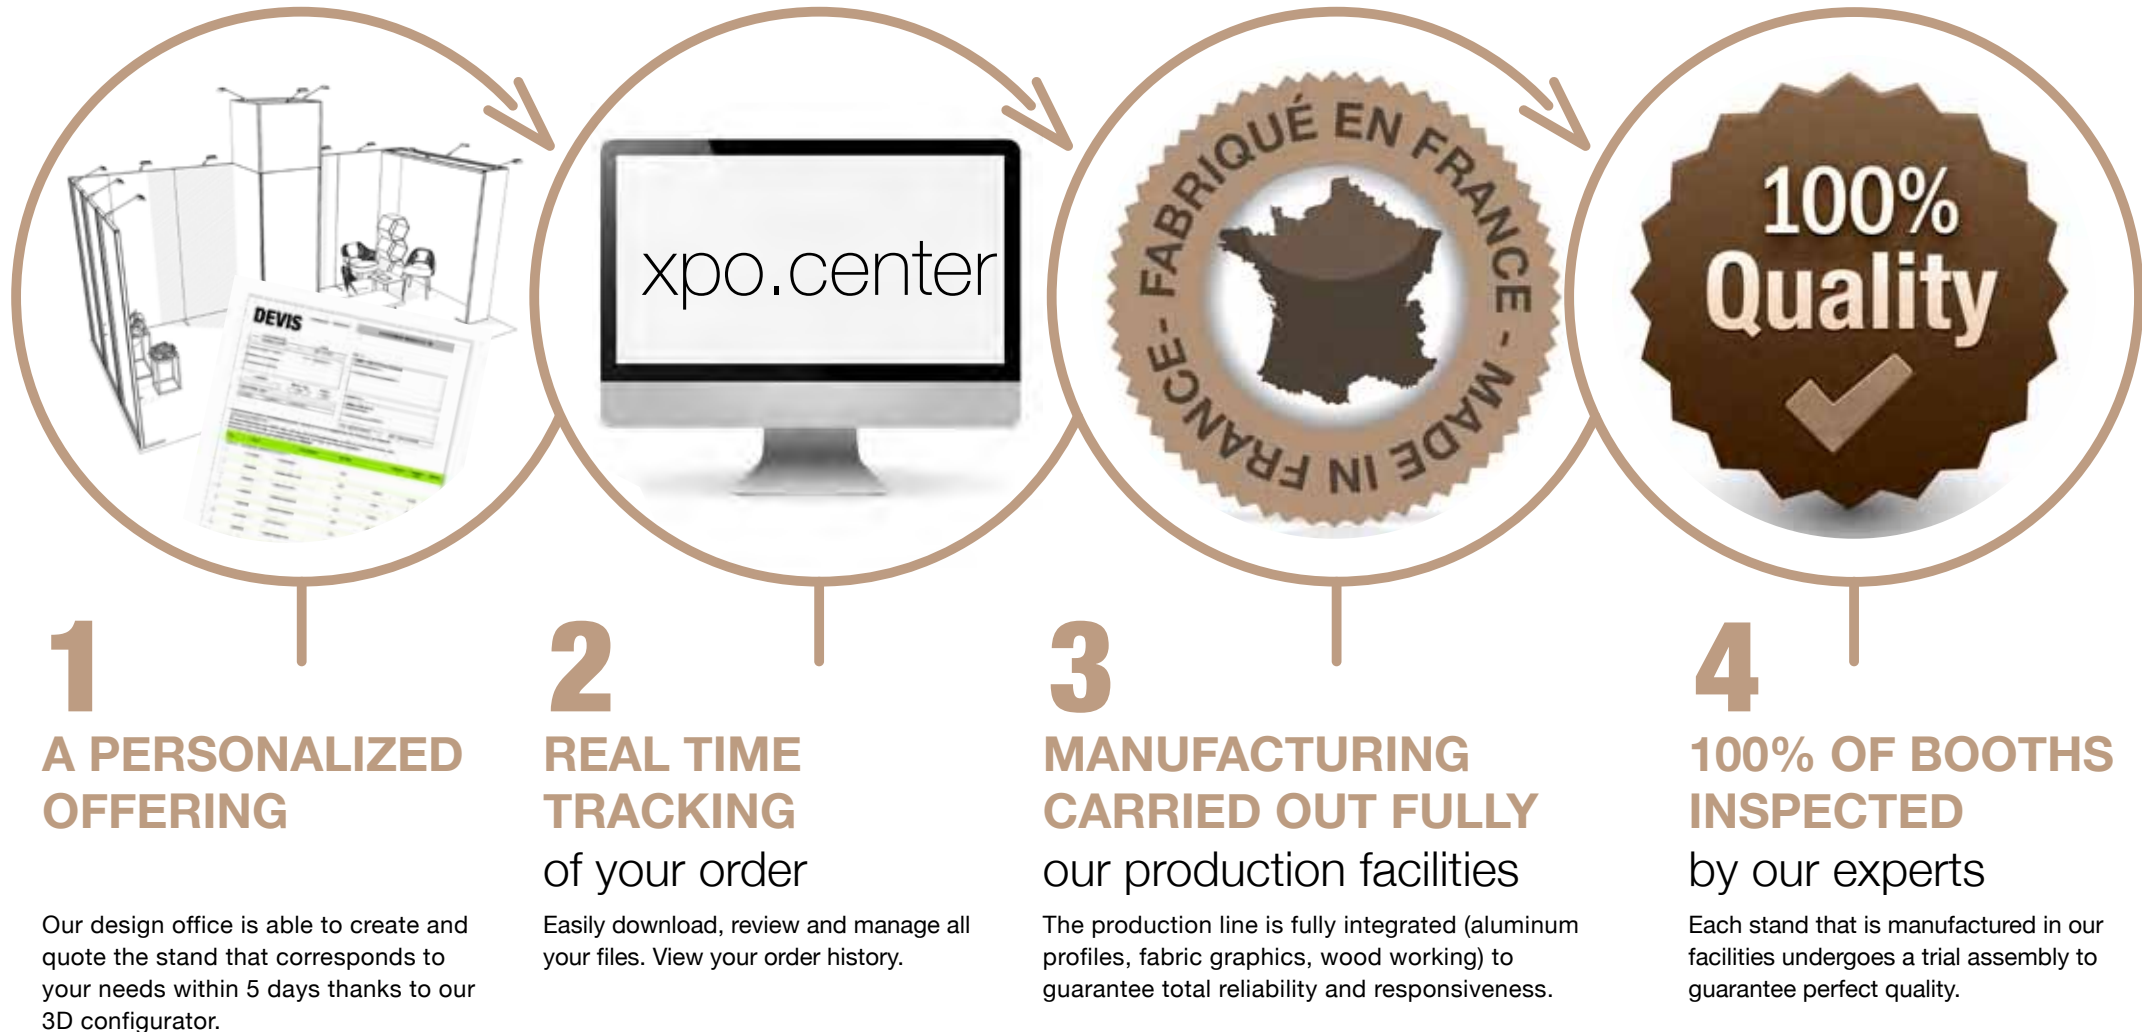 DEVIS
xpo.center
FABRIQUÉ EN FRANCE - MADE IN FRANCE -
100%
Quality
1
A PERSONALIZED
OFFERING
Our design office is able to create and
quote the stand that corresponds to
your needs within 5 days thanks to our
3D configurator.
2
REAL TIME
TRACKING
of your order
Easily download, review and manage all
your files. View your order history.
3
MANUFACTURING
CARRIED OUT FULLY
our production facilities
The production line is fully integrated (aluminum
profiles, fabric graphics, wood working) to
guarantee total reliability and responsiveness.
4
100% OF BOOTHS
INSPECTED
by our experts
Each stand that is manufactured in our
facilities undergoes a trial assembly to
guarantee perfect quality.